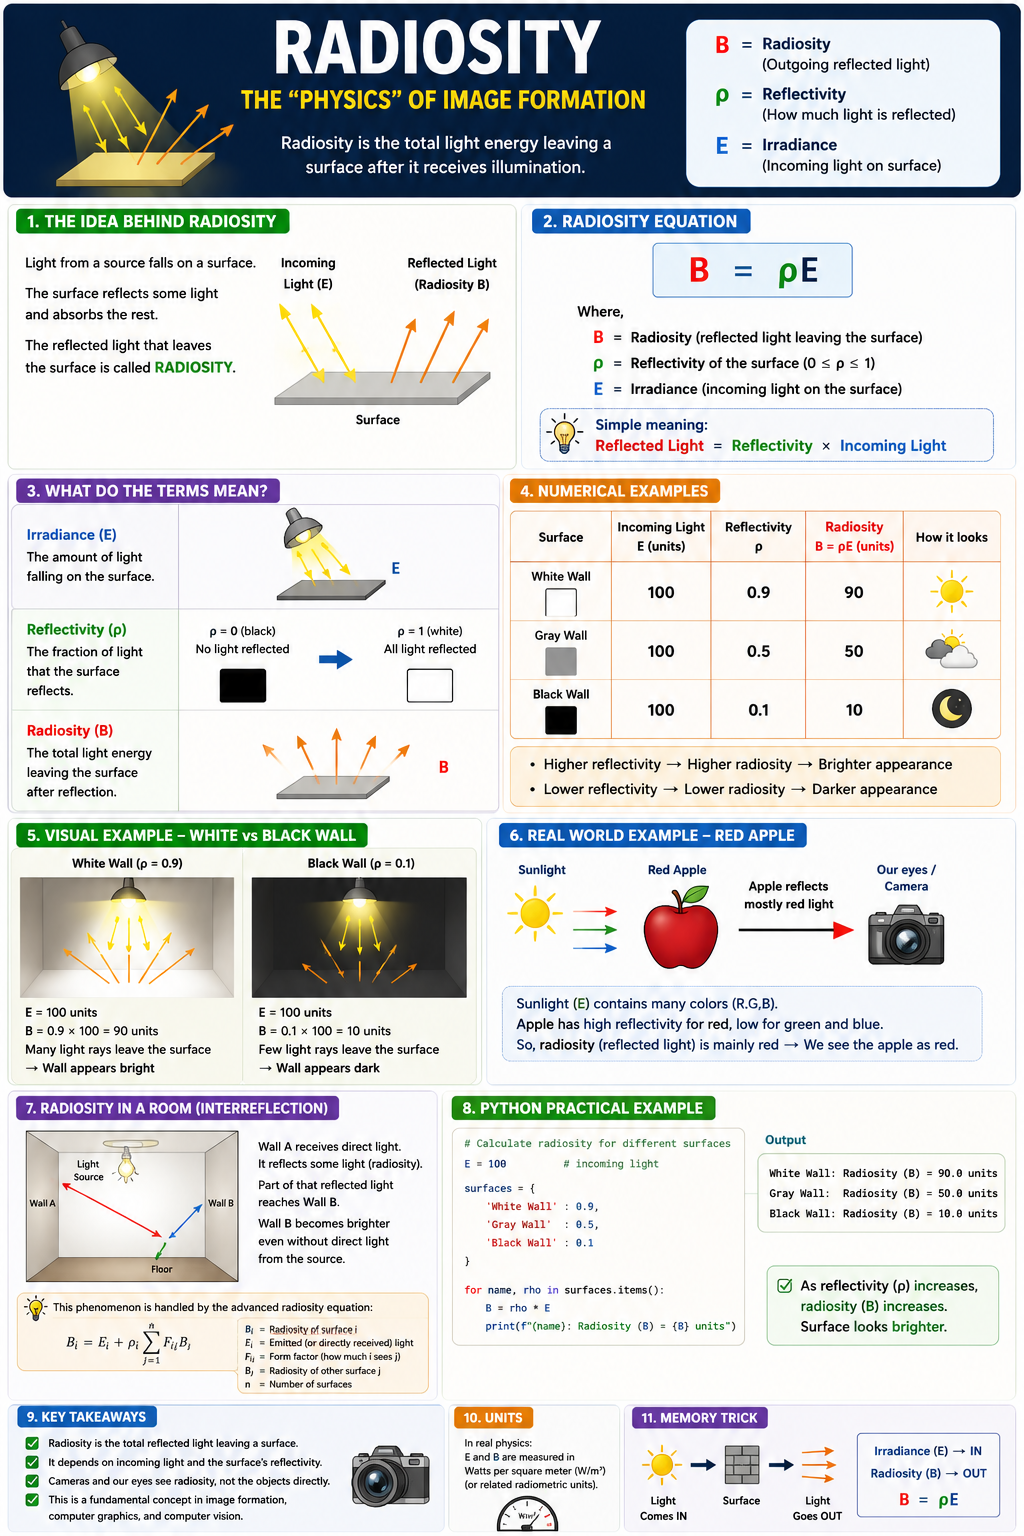 RADIOSITY
THE “PHYSICS” OF IMAGE FORMATION
Radiosity is the total light energy leaving a
surface after it receives illumination.
B = Radiosity
(Outgoing reflected light)
ρ = Reflectivity
(How much light is reflected)
E = Irradiance
(Incoming light on surface)
1. THE IDEA BEHIND RADIOSITY
Light from a source falls on a surface.
The surface reflects some light
and absorbs the rest.
The reflected light that leaves
the surface is called RADIOSITY.
Incoming
Light (E)
Reflected Light
(Radiosity B)
Surface
2. RADIOSITY EQUATION
B = ρE
Where,
B = Radiosity (reflected light leaving the surface)
ρ = Reflectivity of the surface (0 ≤ ρ ≤ 1)
E = Irradiance (incoming light on the surface)
Simple meaning:
Reflected Light = Reflectivity × Incoming Light
3. WHAT DO THE TERMS MEAN?
Irradiance (E)
The amount of light
falling on the surface.
E
Reflectivity (ρ)
The fraction of light
that the surface
reflects.
ρ = 0 (black)
No light reflected
ρ = 1 (white)
All light reflected
Radiosity (B)
The total light energy
leaving the surface
after reflection.
B
4. NUMERICAL EXAMPLES
Surface | Incoming Light E (units) | Reflectivity ρ | Radiosity B = ρE (units) | How it looks
White Wall 100 0.9 90
Gray Wall 100 0.5 50
Black Wall 100 0.1 10
• Higher reflectivity → Higher radiosity → Brighter appearance
• Lower reflectivity → Lower radiosity → Darker appearance
5. VISUAL EXAMPLE – WHITE vs BLACK WALL
White Wall (ρ = 0.9)
E = 100 units
B = 0.9 × 100 = 90 units
Many light rays leave the surface
→ Wall appears bright
Black Wall (ρ = 0.1)
E = 100 units
B = 0.1 × 100 = 10 units
Few light rays leave the surface
→ Wall appears dark
6. REAL WORLD EXAMPLE – RED APPLE
Sunlight
Red Apple
Apple reflects
mostly red light
Our eyes /
Camera
Sunlight (E) contains many colors (R.G,B).
Apple has high reflectivity for red, low for green and blue.
So, radiosity (reflected light) is mainly red → We see the apple as red.
7. RADIOSITY IN A ROOM (INTERREFLECTION)
Light
Source
Wall A
Wall B
Floor
Wall A receives direct light.
It reflects some light (radiosity).
Part of that reflected light
reaches Wall B.
Wall B becomes brighter
even without direct light
from the source.
This phenomenon is handled by the advanced radiosity equation:
Bᵢ = Eᵢ + ρᵢ ∑ⱼ₌₁ⁿ Fᵢⱼ Bⱼ
Bᵢ = Radiosity of surface i
Eᵢ = Emitted (or directly received) light
Fᵢⱼ = Form factor (how much i sees j)
Bⱼ = Radiosity of other surface j
n = Number of surfaces
8. PYTHON PRACTICAL EXAMPLE
# Calculate radiosity for different surfaces
E = 100 # incoming light
surfaces = {
'White Wall' : 0.9,
'Gray Wall' : 0.5,
'Black Wall' : 0.1
}
for name, rho in surfaces.items():
B = rho * E
print(f"(name}: Radiosity (B) = {B} units")
Output
White Wall: Radiosity (B) = 90.0 units
Gray Wall: Radiosity (B) = 50.0 units
Black Wall: Radiosity (B) = 10.0 units
As reflectivity (ρ) increases,
radiosity (B) increases.
Surface looks brighter.
9. KEY TAKEAWAYS
Radiosity is the total reflected light leaving a surface.
It depends on incoming light and the surface's reflectivity.
Cameras and our eyes see radiosity, not the objects directly.
This is a fundamental concept in image formation,
computer graphics, and computer vision.
10. UNITS
In real physics:
E and B are measured in
Watts per square meter (W/m²)
(or related radiometric units).
11. MEMORY TRICK
Light
Comes IN
Surface
Light
Goes OUT
Irradiance (E) → IN
Radiosity (B) → OUT
B = ρE